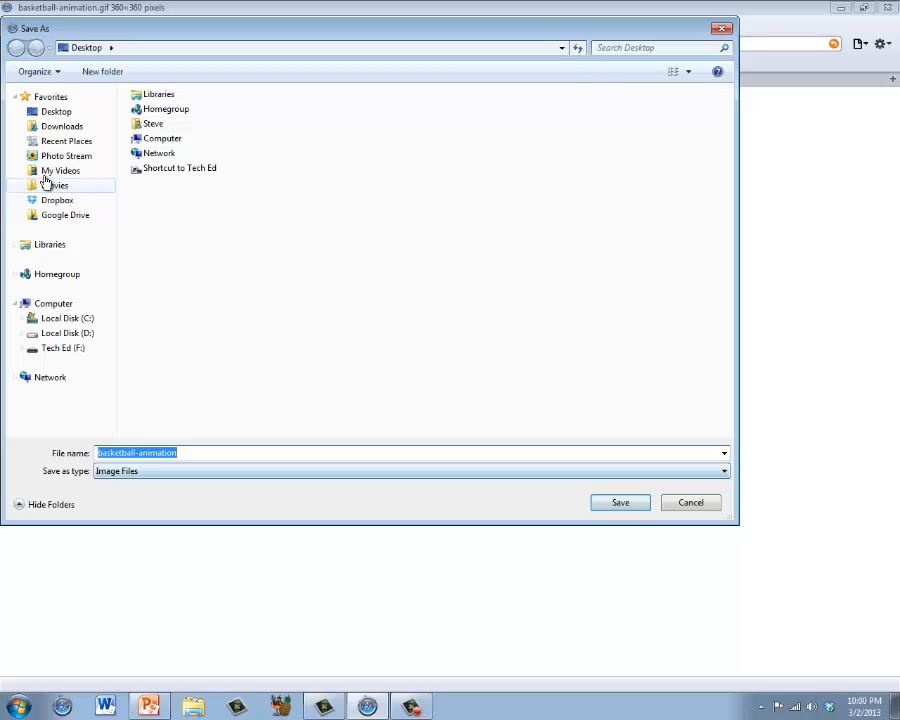 basketball-animation.gif 360×360 pixels
Save As
Desktop
Search Desktop
Organize
New folder
Favorites
Desktop
Downloads
Recent Places
Photo Stream
My Videos
Dropbox
Google Drive
Libraries
Homegroup
Computer
Local Disk (C:)
Local Disk (D:)
Tech Ed (F:)
Network
Libraries
Homegroup
Steve
Computer
Network
Shortcut to Tech Ed
File name: basketball-animation
Save as type: Image Files
Hide Folders
Save
Cancel
10:00 PM
3/2/2013